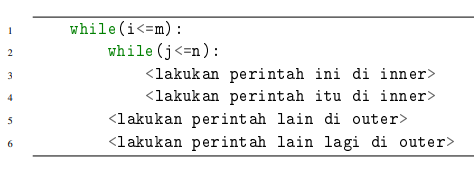 1 while(i<=m):
2 while(j<=n):
3 <lakukan perintah ini di inner>
4 <lakukan perintah itu di inner>
5 <lakukan perintah lain di outer>
6 <lakukan perintah lain lagi di outer>